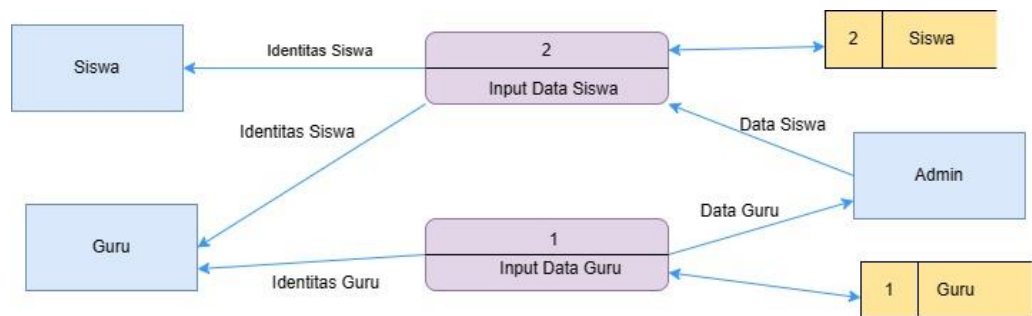 Siswa
Identitas Siswa
2
Input Data Siswa
2 Siswa
Identitas Siswa
Data Siswa
Admin
Guru
Identitas Guru
1
Input Data Guru
Data Guru
1 Guru